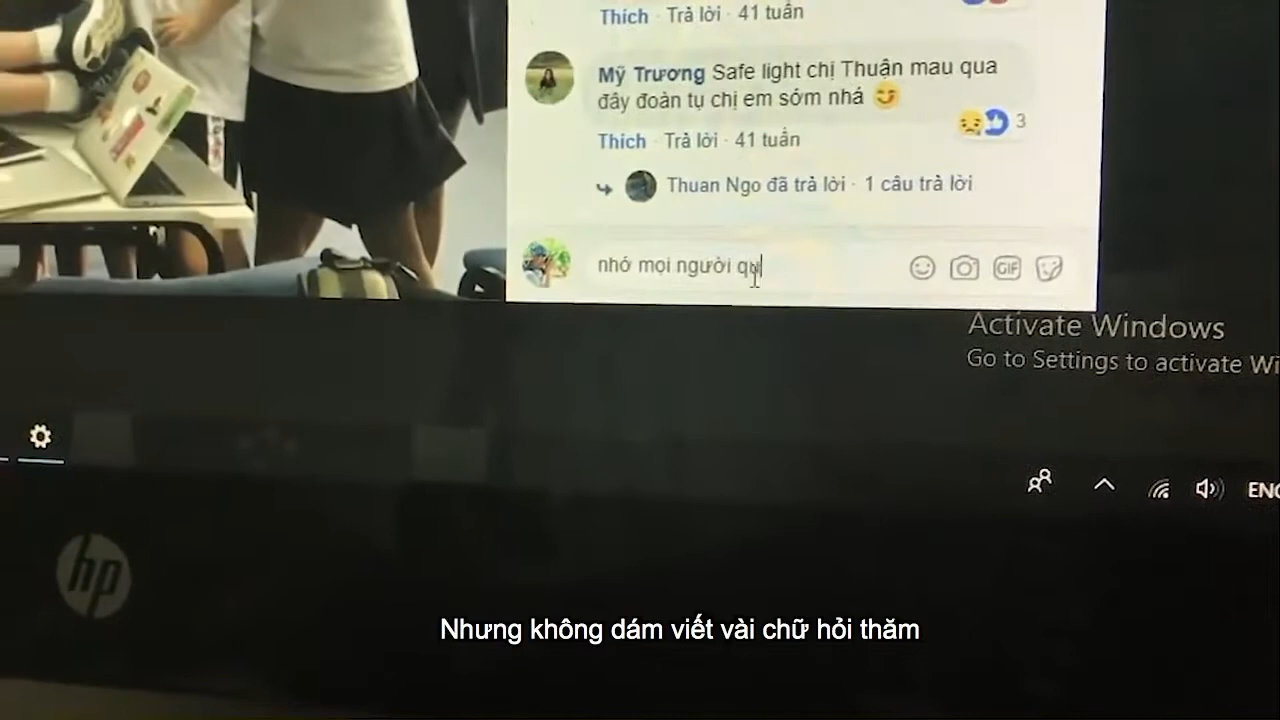 Thích · Trả lời · 41 tuần
Mỹ Trương Safe light chị Thuận mau qua
đây đoàn tụ chị em sớm nhá
3
Thích · Trả lời · 41 tuần
Thuan Ngo đã trả lời · 1 câu trả lời
nhớ mọi người qu
GIF
Activate Windows
Go to Settings to activate Wi
ENG
hp
Nhưng không dám viết vài chữ hỏi thăm